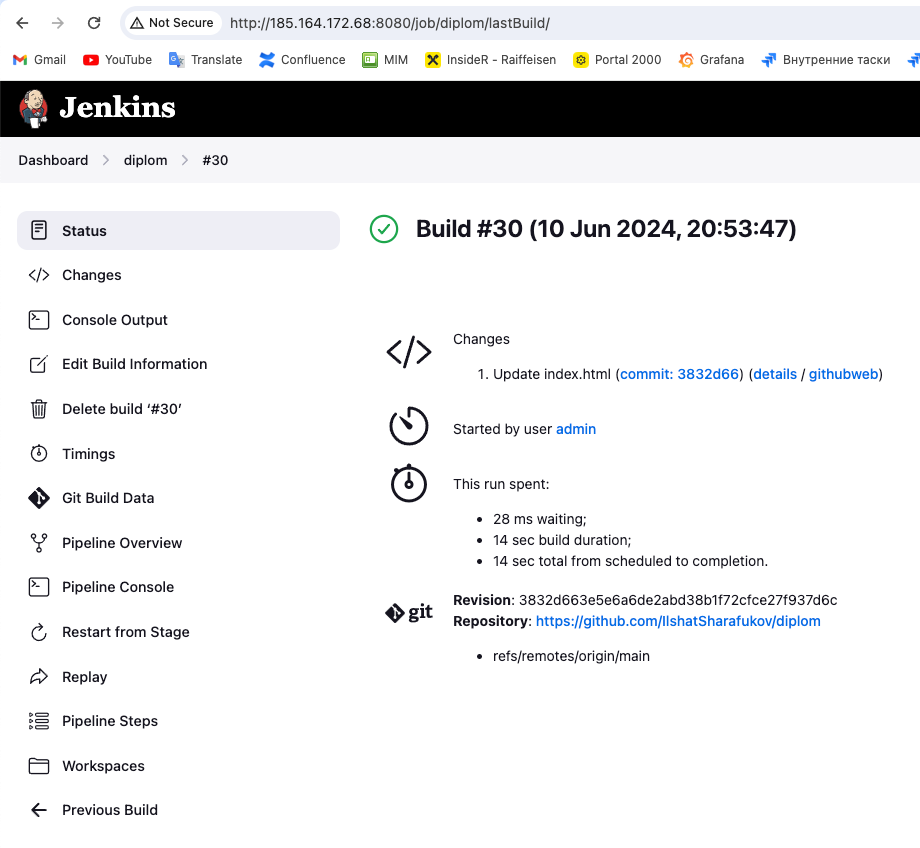 Not Secure http://185.164.172.68:8080/job/diplom/lastBuild/
Gmail YouTube Translate Confluence MIM InsideR - Raiffeisen Portal 2000 Grafana Внутренние таски
Jenkins
Dashboard diplom #30
Status
Changes
Console Output
Edit Build Information
Delete build ‘#30’
Timings
Git Build Data
Pipeline Overview
Pipeline Console
Restart from Stage
Replay
Pipeline Steps
Workspaces
Previous Build
Build #30 (10 Jun 2024, 20:53:47)
Changes
1. Update index.html (commit: 3832d66) (details / githubweb)
Started by user admin
This run spent:
28 ms waiting;
14 sec build duration;
14 sec total from scheduled to completion.
git
Revision: 3832d663e5e6a6de2abd38b1f72cfce27f937d6c
Repository: https://github.com/IlshatSharafukov/diplom
refs/remotes/origin/main